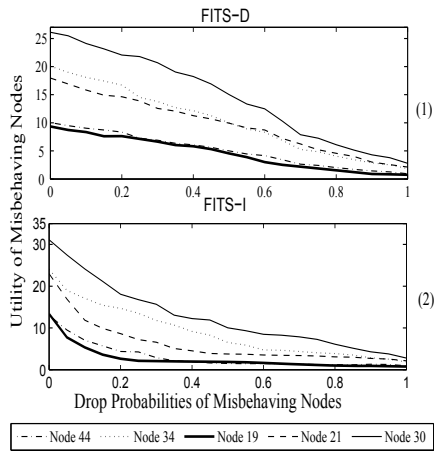 FITS-D
25
20
15
10
5
0
0 0.2 0.4 0.6 0.8 1
(1)
Utility of Misbehaving Nodes
FITS-I
35
30
20
10
0
0 0.2 0.4 0.6 0.8 1
(2)
Drop Probabilities of Misbehaving Nodes
Node 44 Node 34 Node 19 Node 21 Node 30